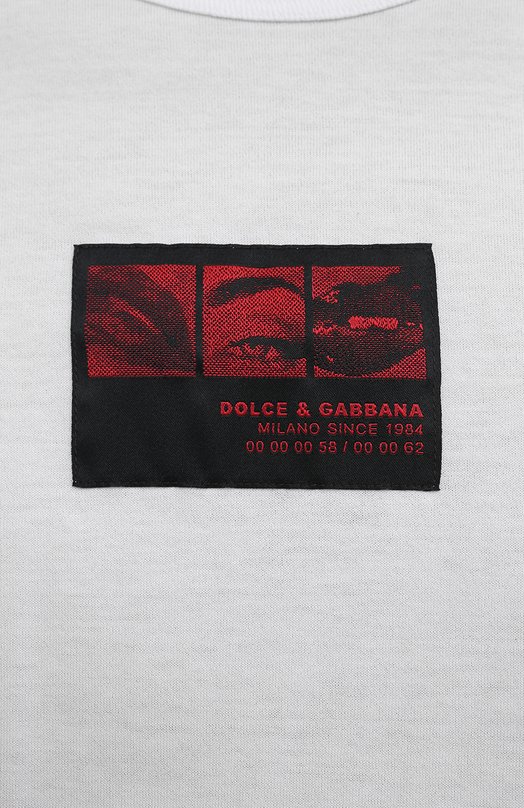 DOLCE & GABBANA
MILANO SINCE 1984
00 00 00 58 / 00 00 62